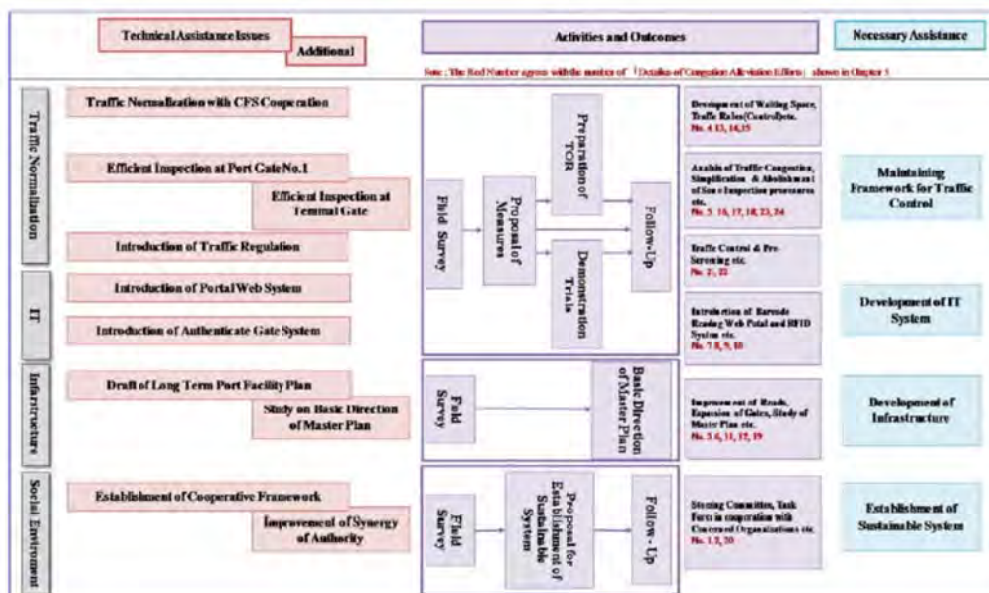 Technical Assistance Issues
Additional
Activities and Outcomes
Necessary Assistance
Note : The Red Number agrees with the number of 「Details of Congestion Alleviation Efforts」 shown in Chapter 5
Traffic Normalization
Traffic Normalization with CFS Cooperation
Efficient Inspection at Port Gate No.1
Efficient Inspection at
Terminal Gate
Introduction of Traffic Regulation
IT
Introduction of Portal Web System
Introduction of Authenticate Gate System
Infarstructure
Draft of Long Term Port Facility Plan
Study on Basic Direction
of Master Plan
Social Enviroment
Establishment of Cooperative Framework
Improvement of Synergy
of Authority
Field Survey
Proposal of
Measures
Preparation of
TOR
Demonstration
Trials
Follow-Up
Field
Survey
Basic Direction
of Master Plan
Field
Survey
Proposal for
Establishment of
Sustainable
System
Follow - Up
Development of Waiting Space,
Traffic Rules(Control)etc.
of Traffic Congestion,
Simplification & Abolishment
of Some Inspection
etc.
Traffic Control & Pre
Screening etc.
Introduction of Barcode
Reading Web and RFID
System etc.
Improvement of Roads,
Expansion of Gates, Study of
Master Plan etc.
Steering Committee, Task
Force in cooperation with
Concerned Organizations etc.
Maintaining
Framework for Traffic
Control
Development of IT
System
Development of
Infrastructure
Establishment of
Sustainable System